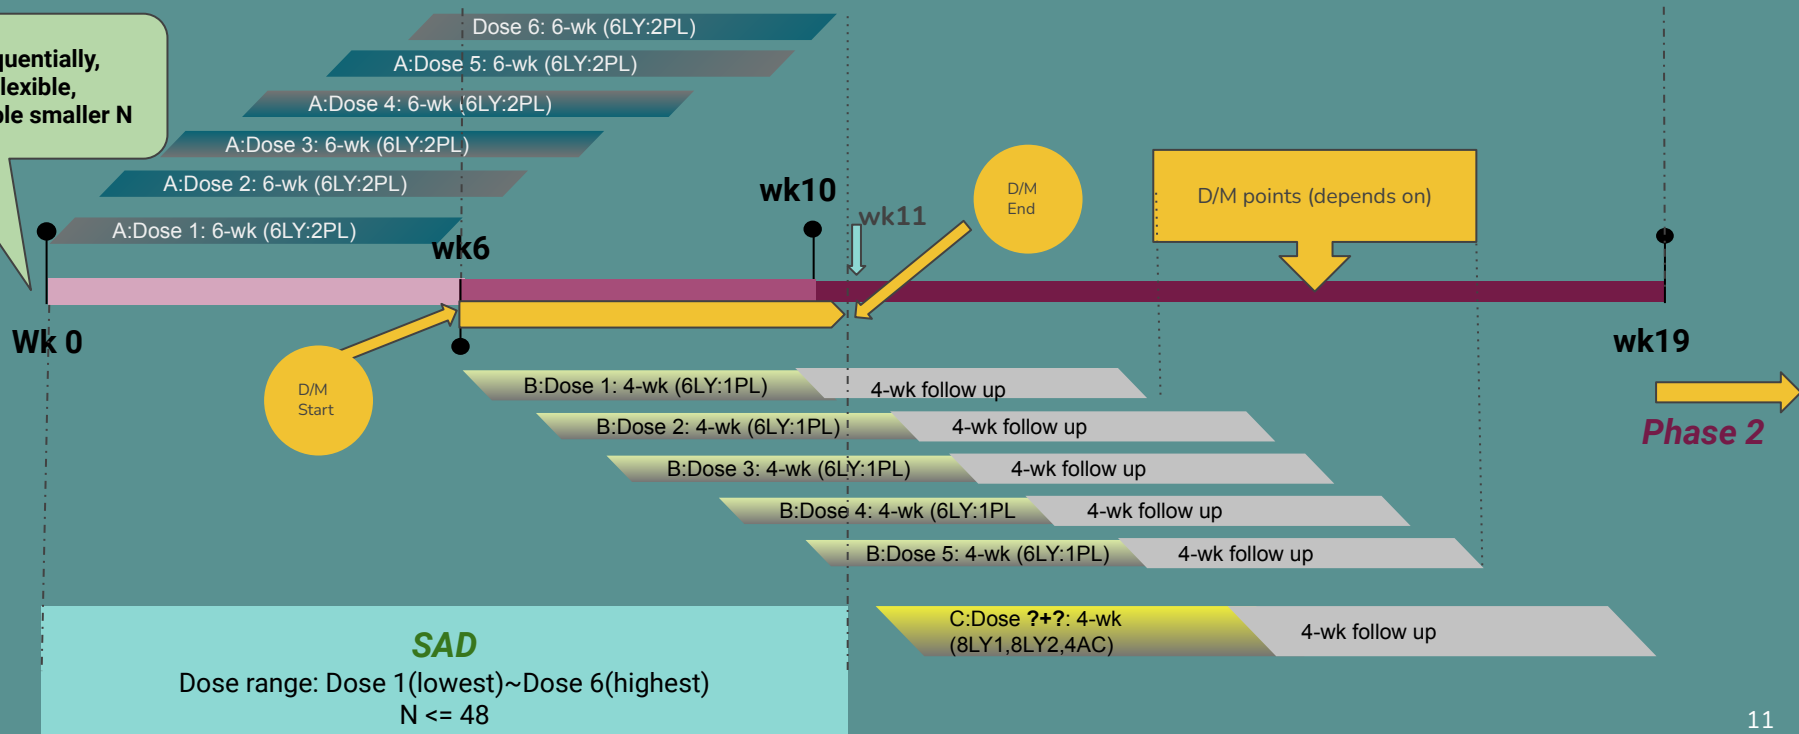 Dose 6: 6-wk (6LY:2PL)
A:Dose 5: 6-wk (6LY:2PL)
A:Dose 4: 6-wk (6LY:2PL)
A:Dose 3: 6-wk (6LY:2PL)
A:Dose 2: 6-wk (6LY:2PL)
A:Dose 1: 6-wk (6LY:2PL)
smaller N
wk6
wk10
wk11
D/M
End
D/M points (depends on)
Wk 0
wk19
D/M
Start
B:Dose 1: 4-wk (6LY:1PL)
4-wk follow up
B:Dose 2: 4-wk (6LY:1PL)
4-wk follow up
B:Dose 3: 4-wk (6LY:1PL)
4-wk follow up
B:Dose 4: 4-wk (6LY:1PL
4-wk follow up
B:Dose 5: 4-wk (6LY:1PL)
4-wk follow up
Phase 2
C:Dose ?+?: 4-wk
(8LY1,8LY2,4AC)
4-wk follow up
SAD
Dose range: Dose 1(lowest)~Dose 6(highest)
N <= 48
11